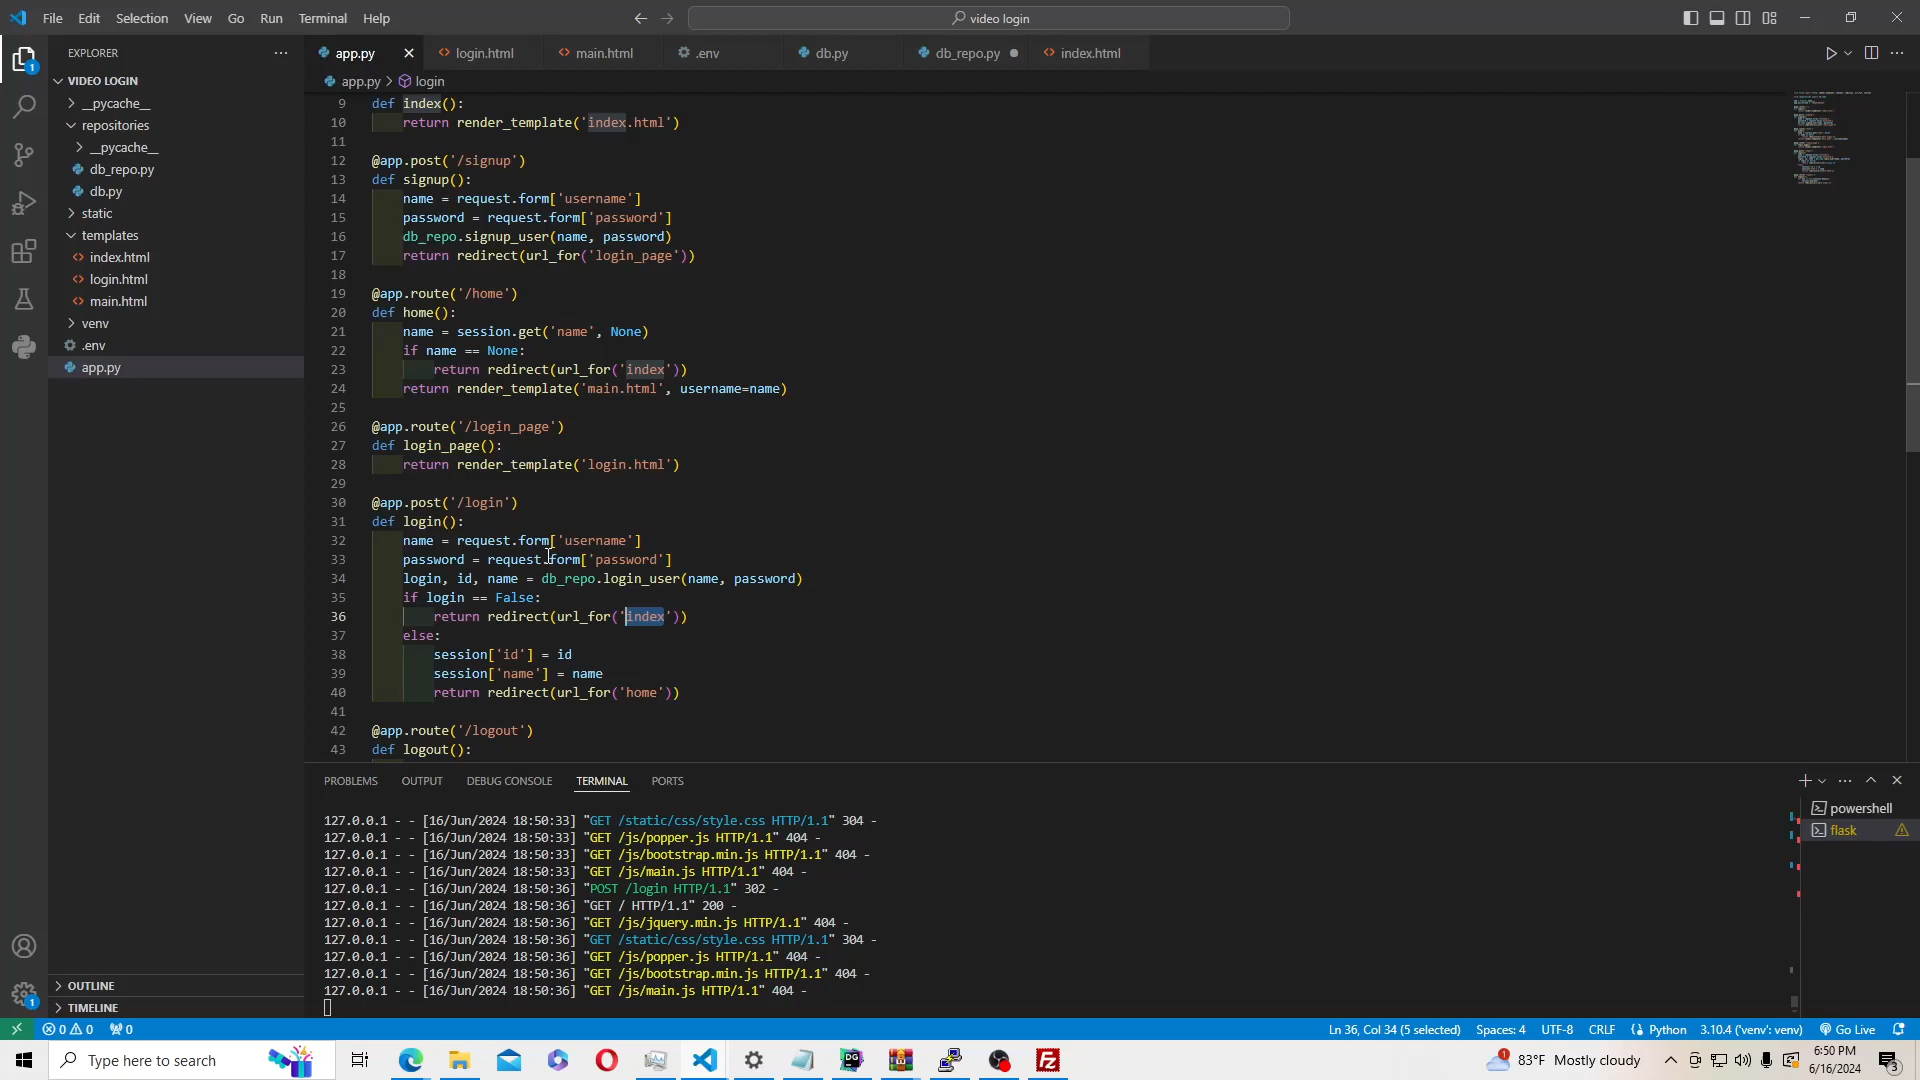 File Edit Selection View Go Run Terminal Help
video login
EXPLORER
app.py
login.html
main.html
.env
db.py
db_repo.py
index.html
VIDEO LOGIN
__pycache__
repositories
__pycache__
db_repo.py
db.py
static
templates
index.html
login.html
main.html
venv
.env
app.py
OUTLINE
TIMELINE
app.py > login
9 def index():
10 return render_template('index.html')
11
12 @app.post('/signup')
13 def signup():
14 name = request.form['username']
15 password = request.form['password']
16 db_repo.signup_user(name, password)
17 return redirect(url_for('login_page'))
18
19 @app.route('/home')
20 def home():
21 name = session.get('name', None)
22 if name == None:
23 return redirect(url_for('index'))
24 return render_template('main.html', username=name)
25
26 @app.route('/login_page')
27 def login_page():
28 return render_template('login.html')
29
30 @app.post('/login')
31 def login():
32 name = request.form['username']
33 password = request.form['password']
34 login, id, name = db_repo.login_user(name, password)
35 if login == False:
36 return redirect(url_for('index'))
37 else:
38 session['id'] = id
39 session['name'] = name
40 return redirect(url_for('home'))
41
42 @app.route('/logout')
43 def logout():
PROBLEMS OUTPUT DEBUG CONSOLE TERMINAL PORTS
127.0.0.1 - - [16/Jun/2024 18:50:33] "GET /static/css/style.css HTTP/1.1" 304 -
127.0.0.1 - - [16/Jun/2024 18:50:33] "GET /js/popper.js HTTP/1.1" 404 -
127.0.0.1 - - [16/Jun/2024 18:50:33] "GET /js/bootstrap.min.js HTTP/1.1" 404 -
127.0.0.1 - - [16/Jun/2024 18:50:33] "GET /js/main.js HTTP/1.1" 404 -
127.0.0.1 - - [16/Jun/2024 18:50:36] "POST /login HTTP/1.1" 302 -
127.0.0.1 - - [16/Jun/2024 18:50:36] "GET / HTTP/1.1" 200 -
127.0.0.1 - - [16/Jun/2024 18:50:36] "GET /js/jquery.min.js HTTP/1.1" 404 -
127.0.0.1 - - [16/Jun/2024 18:50:36] "GET /static/css/style.css HTTP/1.1" 304 -
127.0.0.1 - - [16/Jun/2024 18:50:36] "GET /js/popper.js HTTP/1.1" 404 -
127.0.0.1 - - [16/Jun/2024 18:50:36] "GET /js/bootstrap.min.js HTTP/1.1" 404 -
127.0.0.1 - - [16/Jun/2024 18:50:36] "GET /js/main.js HTTP/1.1" 404 -
powershell
flask
0 0 0
Ln 36, Col 34 (5 selected) Spaces: 4 UTF-8 CRLF Python 3.10.4 ('venv': venv) Go Live
Type here to search
83°F Mostly cloudy
6:50 PM
6/16/2024